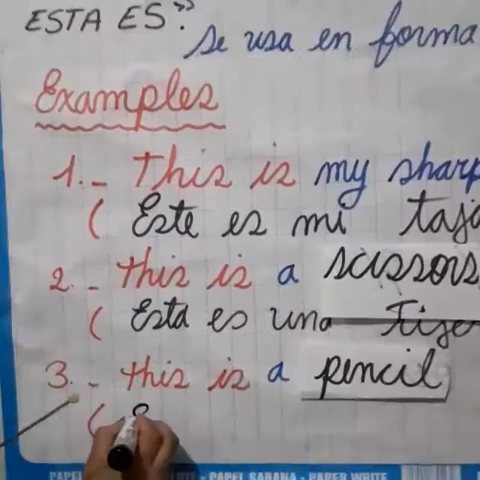 ESTA ES".
Se usa en forma
Examples
1.- This is my sharp
( Este es mi taja
2.- this is a scissors
( Esta es una Tije
3.- this is a pencil
( E
PAPEL SABANA - PAPER WRITE